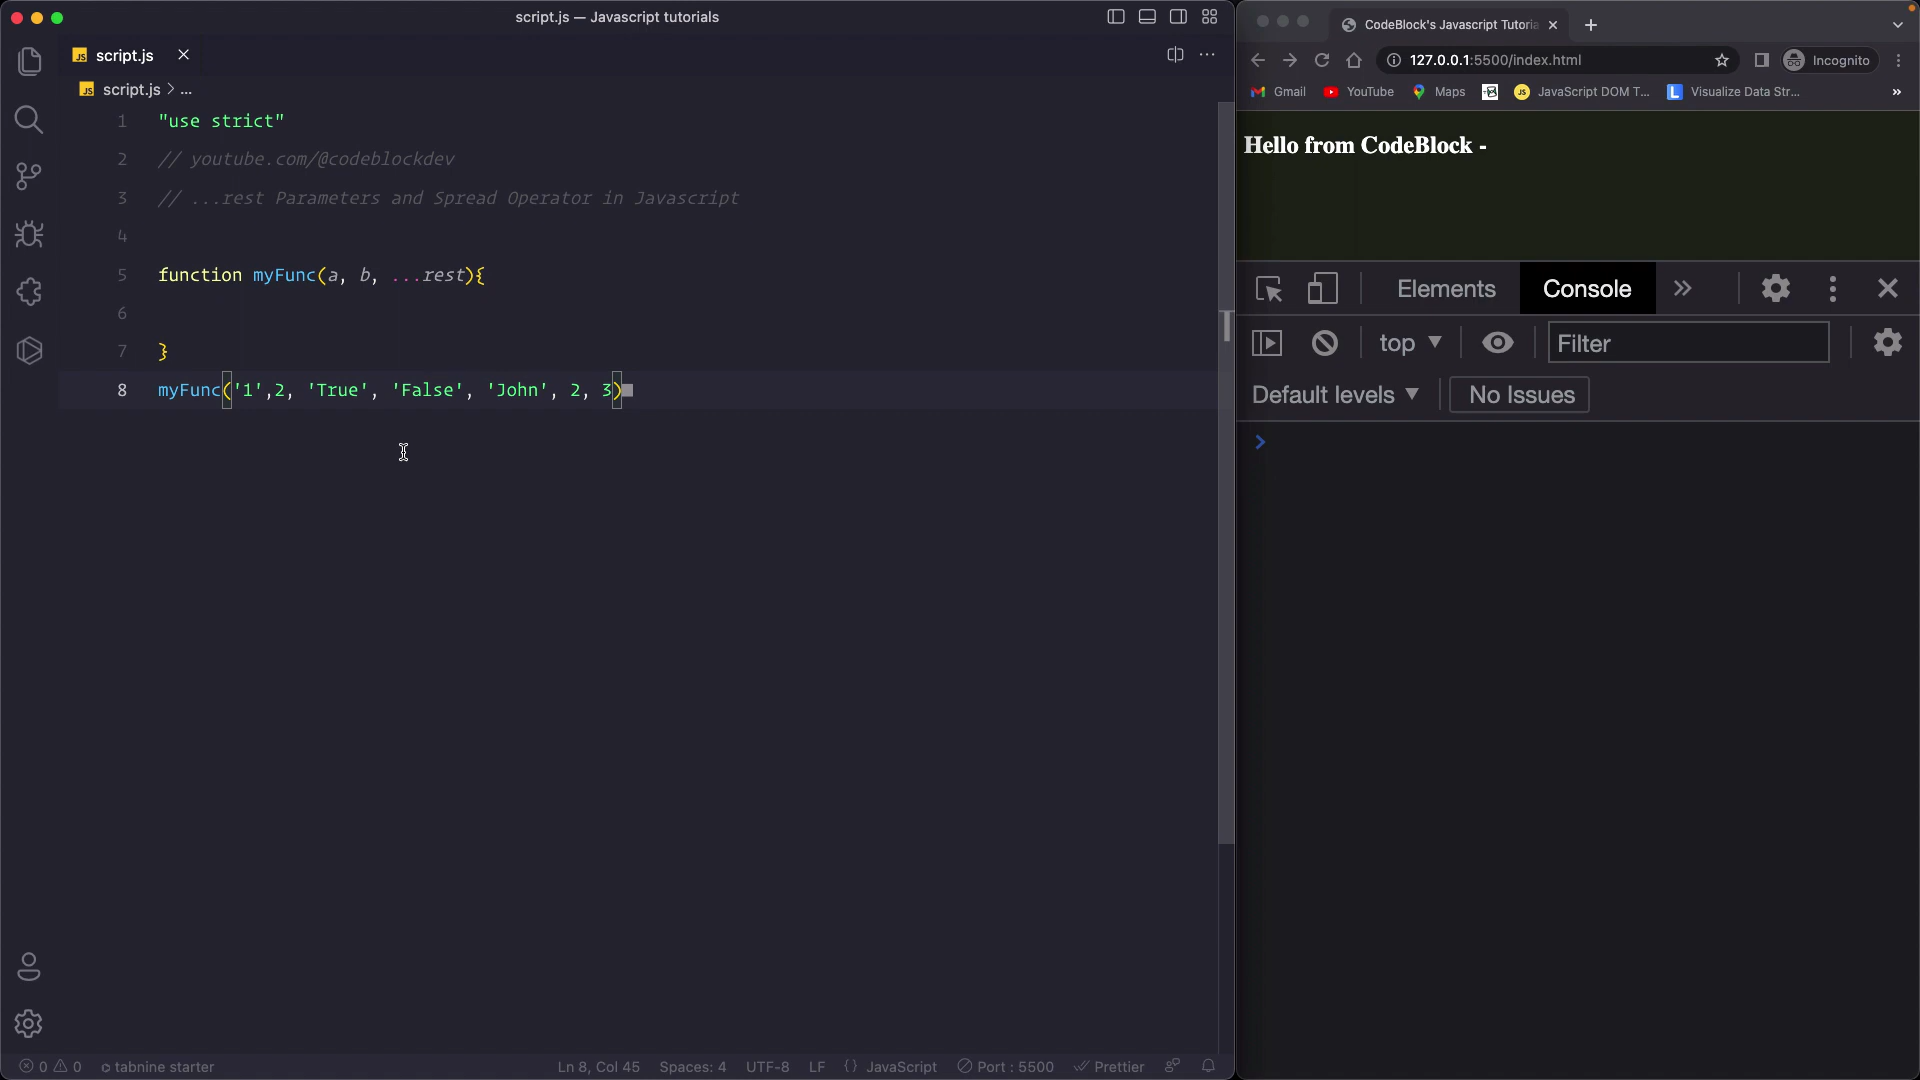 script.js — Javascript tutorials
JS script.js
JS script.js > ...
1 "use strict"
2 // youtube.com/@codeblockdev
3 // ...rest Parameters and Spread Operator in Javascript
4
5 function myFunc(a, b, ...rest){
6
7 }
8 myFunc('1',2, 'True', 'False', 'John', 2, 3)
0 0 tabnine starter Ln 8, Col 45 Spaces: 4 UTF-8 LF {} JavaScript Port : 5500 Prettier
CodeBlock's Javascript Tutoria
127.0.0.1:5500/index.html Incognito
Gmail YouTube Maps JS JavaScript DOM T... L Visualize Data Str... »
Hello from CodeBlock -
Elements Console »
top Filter
Default levels No Issues
>